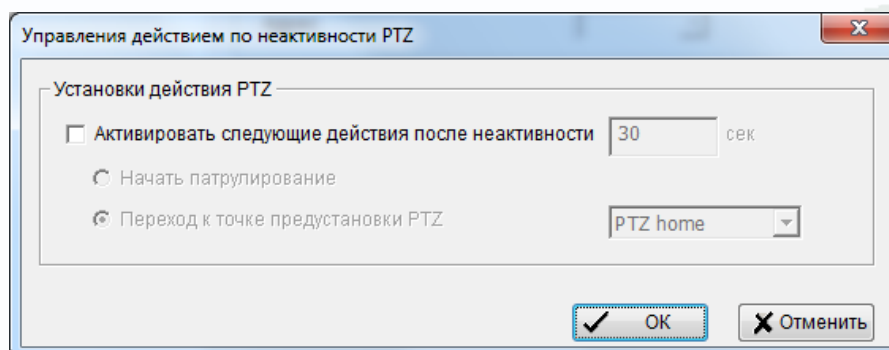 Управления действием по неактивности PTZ
Установки действия PTZ
Активировать следующие действия после неактивности 30 сек
Начать патрулирование
Переход к точке предустановки PTZ PTZ home
ОК Отменить